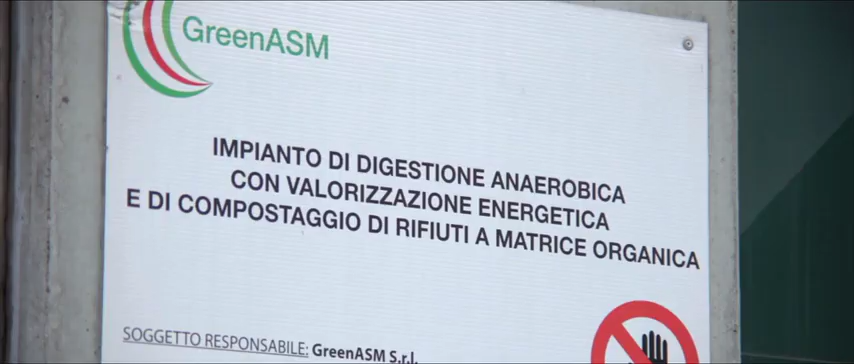 GreenASM
IMPIANTO DI DIGESTIONE ANAEROBICA
CON VALORIZZAZIONE ENERGETICA
E DI COMPOSTAGGIO DI RIFIUTI A MATRICE ORGANICA
SOGGETTO RESPONSABILE: GreenASM S.r.l.